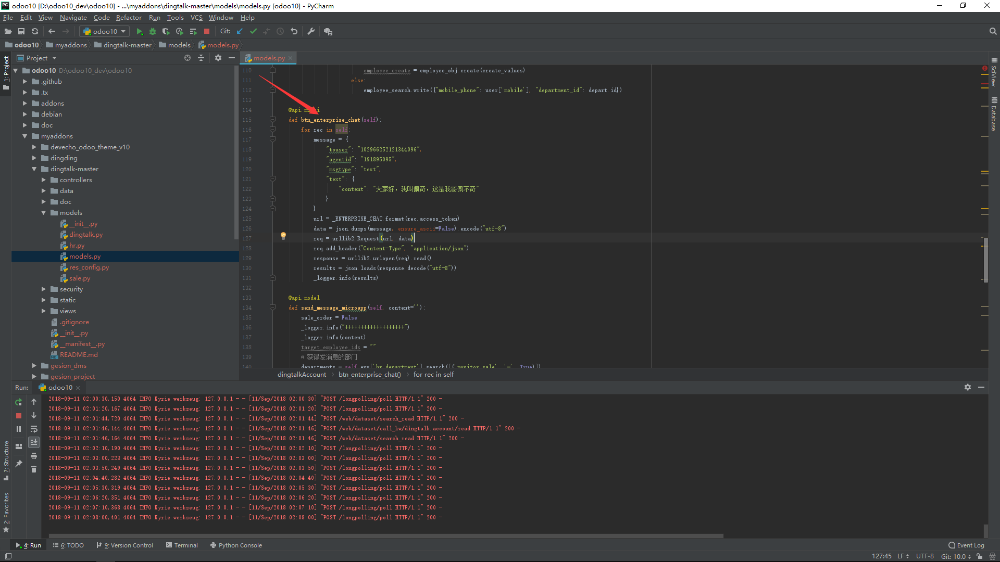 odoo10 [D:\odoo10_dev\odoo10] - ...\myaddons\dingtalk-master\models\models.py [odoo10] - PyCharm
File Edit View Navigate Code Refactor Run Tools VCS Window Help
odoo10 Git:
odoo10 myaddons dingtalk-master models models.py
Project
models.py
1: Project
odoo10 D:\odoo10_dev\odoo10
.github
.tx
addons
debian
doc
myaddons
devecho_odoo_theme_v10
dingding
dingtalk-master
controllers
data
doc
models
__init__.py
dingtalk.py
hr.py
models.py
res_config.py
sale.py
security
static
views
.gitignore
__init__.py
__manifest__.py
README.md
gesion_dms
gesion_project
110 employee_create = employee_obj.create(create_values)
111 else:
112 employee_search.write({"mobile_phone": user['mobile'], "department_id": depart.id})
113
114 @api.multi
115 def btn_enterprise_chat(self):
116 for rec in self:
117 message = {
118 "touser": "102966252121344096",
119 "agentid": "191895095",
120 "msgtype": "text",
121 "text": {
122 "content": "大家好，我叫佩奇，这是我哥佩不奇"
123 }
124 }
125 url = _ENTERPRISE_CHAT.format(rec.access_token)
126 data = json.dumps(message, ensure_ascii=False).encode("utf-8")
127 req = urllib2.Request(url, data)
128 req.add_header("Content-Type", "application/json")
129 response = urllib2.urlopen(req).read()
130 results = json.loads(response.decode("utf-8"))
131 _logger.info(results)
132
133 @api.model
134 def send_message_microapp(self, content=''):
135 sale_order = False
136 _logger.info("+++++++++++++++++++")
137 _logger.info(content)
138 target_employee_ids = ""
139 # 获得发消息的部门
140 departments = self.env['hr.department'].search([('monitor_sale', '=', True)])
dingtalkAccount btn_enterprise_chat() for rec in self
SciView
Database
Run: odoo10
2018-09-11 02:00:30,150 4064 INFO Kyrie werkzeug: 127.0.0.1 - - [11/Sep/2018 02:00:30] "POST /longpolling/poll HTTP/1.1" 200 -
2018-09-11 02:01:20,167 4064 INFO Kyrie werkzeug: 127.0.0.1 - - [11/Sep/2018 02:01:20] "POST /longpolling/poll HTTP/1.1" 200 -
2018-09-11 02:01:44,720 4064 INFO Kyrie werkzeug: 127.0.0.1 - - [11/Sep/2018 02:01:44] "POST /web/dataset/search_read HTTP/1.1" 200 -
2018-09-11 02:01:46,144 4064 INFO Kyrie werkzeug: 127.0.0.1 - - [11/Sep/2018 02:01:46] "POST /web/dataset/call_kw/dingtalk.account/read HTTP/1.1" 200 -
2018-09-11 02:01:46,164 4064 INFO Kyrie werkzeug: 127.0.0.1 - - [11/Sep/2018 02:01:46] "POST /web/dataset/search_read HTTP/1.1" 200 -
2018-09-11 02:02:10,190 4064 INFO Kyrie werkzeug: 127.0.0.1 - - [11/Sep/2018 02:02:10] "POST /longpolling/poll HTTP/1.1" 200 -
2018-09-11 02:03:00,223 4064 INFO Kyrie werkzeug: 127.0.0.1 - - [11/Sep/2018 02:03:00] "POST /longpolling/poll HTTP/1.1" 200 -
2018-09-11 02:03:50,249 4064 INFO Kyrie werkzeug: 127.0.0.1 - - [11/Sep/2018 02:03:50] "POST /longpolling/poll HTTP/1.1" 200 -
2018-09-11 02:04:40,282 4064 INFO Kyrie werkzeug: 127.0.0.1 - - [11/Sep/2018 02:04:40] "POST /longpolling/poll HTTP/1.1" 200 -
2018-09-11 02:05:30,319 4064 INFO Kyrie werkzeug: 127.0.0.1 - - [11/Sep/2018 02:05:30] "POST /longpolling/poll HTTP/1.1" 200 -
2018-09-11 02:06:20,351 4064 INFO Kyrie werkzeug: 127.0.0.1 - - [11/Sep/2018 02:06:20] "POST /longpolling/poll HTTP/1.1" 200 -
2018-09-11 02:07:10,368 4064 INFO Kyrie werkzeug: 127.0.0.1 - - [11/Sep/2018 02:07:10] "POST /longpolling/poll HTTP/1.1" 200 -
2018-09-11 02:08:00,401 4064 INFO Kyrie werkzeug: 127.0.0.1 - - [11/Sep/2018 02:08:00] "POST /longpolling/poll HTTP/1.1" 200 -
7: Structure
2: Favorites
4: Run 6: TODO 9: Version Control Terminal Python Console Event Log
127:45 LF UTF-8 Git: 10.0